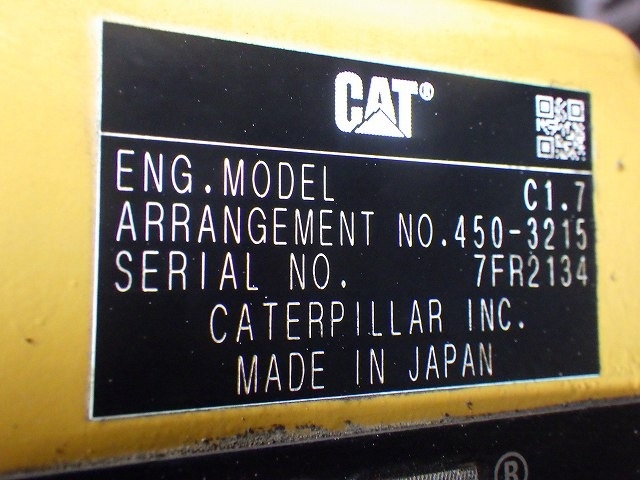 CAT®
ENG.MODEL C1.7
ARRANGEMENT NO.450-3215
SERIAL NO. 7FR2134
CATERPILLAR INC.
MADE IN JAPAN
®